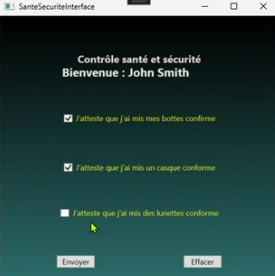 SanteSecuriteInterface
Contrôle santé et sécurité
Bienvenue : John Smith
J'atteste que j'ai mis mes bottes confirme
J'atteste que j'ai mis un casque conforme
J'atteste que j'ai mis des lunettes conforme
Envoyer
Effacer